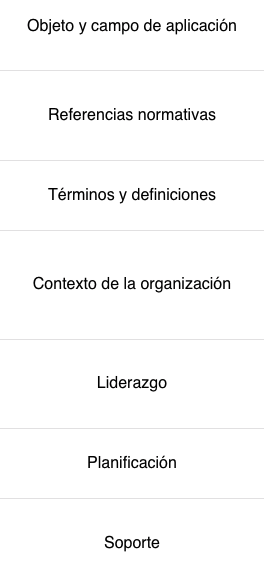 Objeto y campo de aplicación
Referencias normativas
Términos y definiciones
Contexto de la organización
Liderazgo
Planificación
Soporte